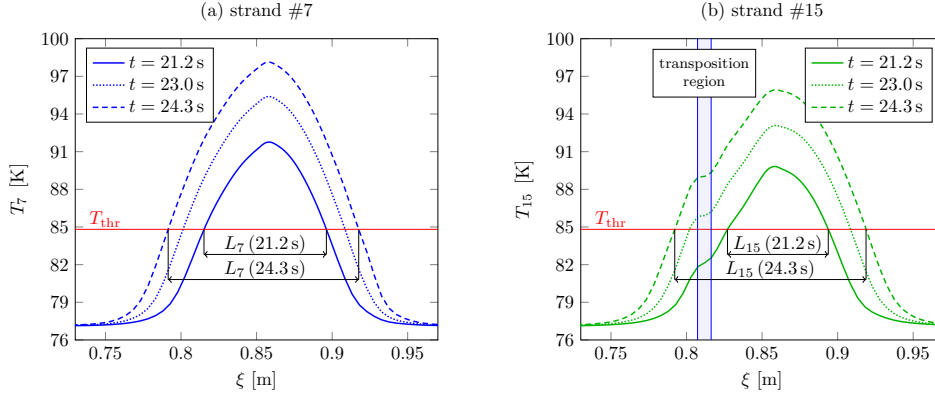 (a) strand #7
T₇ [K]
100
97
94
91
88
85
82
79
76
t = 21.2 s
t = 23.0 s
t = 24.3 s
T_thr
L₇ (21.2 s)
L₇ (24.3 s)
0.75 0.8 0.85 0.9 0.95
ξ [m]
(b) strand #15
T₁₅ [K]
100
97
94
91
88
85
82
79
76
transposition
region
t = 21.2 s
t = 23.0 s
t = 24.3 s
T_thr
L₁₅ (21.2 s)
L₁₅ (24.3 s)
0.75 0.8 0.85 0.9 0.95
ξ [m]